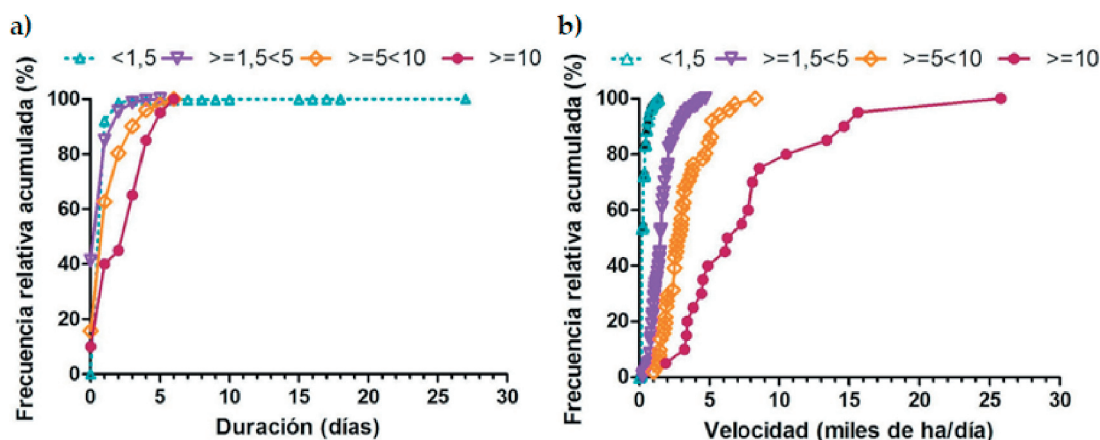 a)
<1,5 >=1,5<5 >=5<10 >=10
Frecuencia relativa acumulada (%)
100
80
60
40
20
0
0 5 10 15 20 25 30
Duración (días)
b)
<1,5 >=1,5<5 >=5<10 >=10
Frecuencia relativa acumulada (%)
100
80
60
40
20
0
0 5 10 15 20 25 30
Velocidad (miles de ha/día)